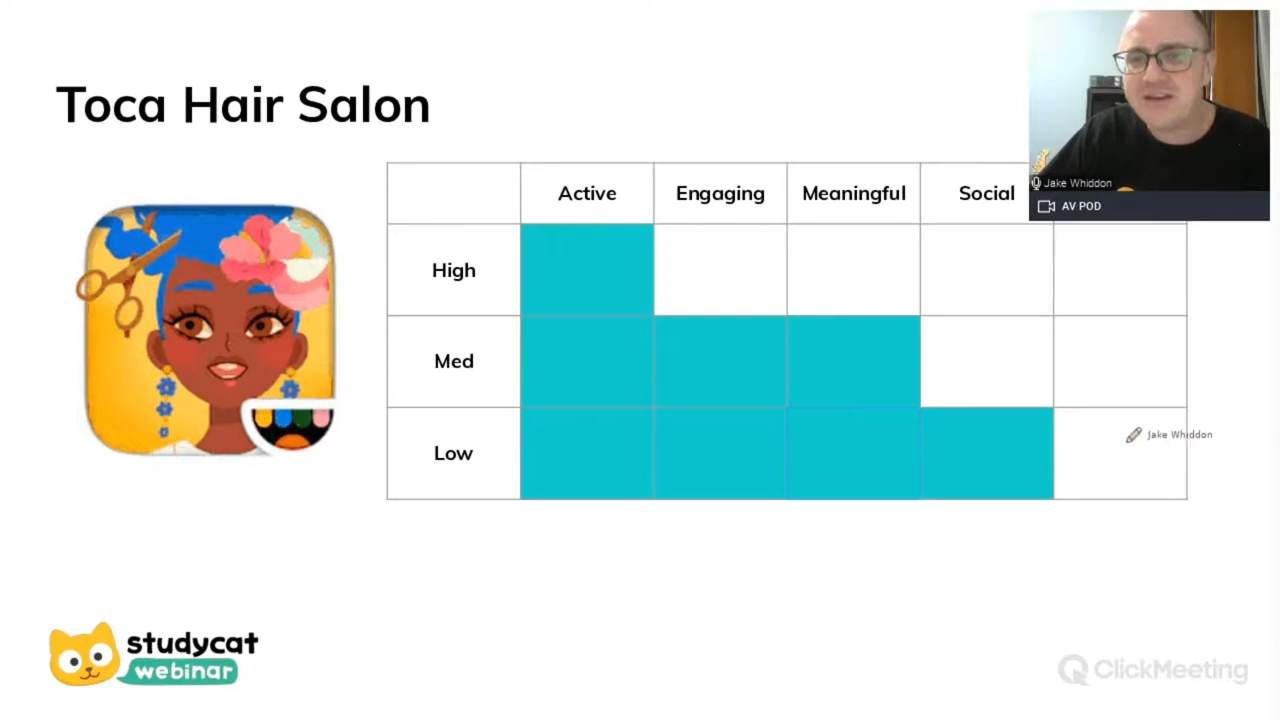 Toca Hair Salon
Jake Whiddon
AV POD
Active Engaging Meaningful Social
High
Med
Low
Jake Whiddon
studycat
webinar
ClickMeeting